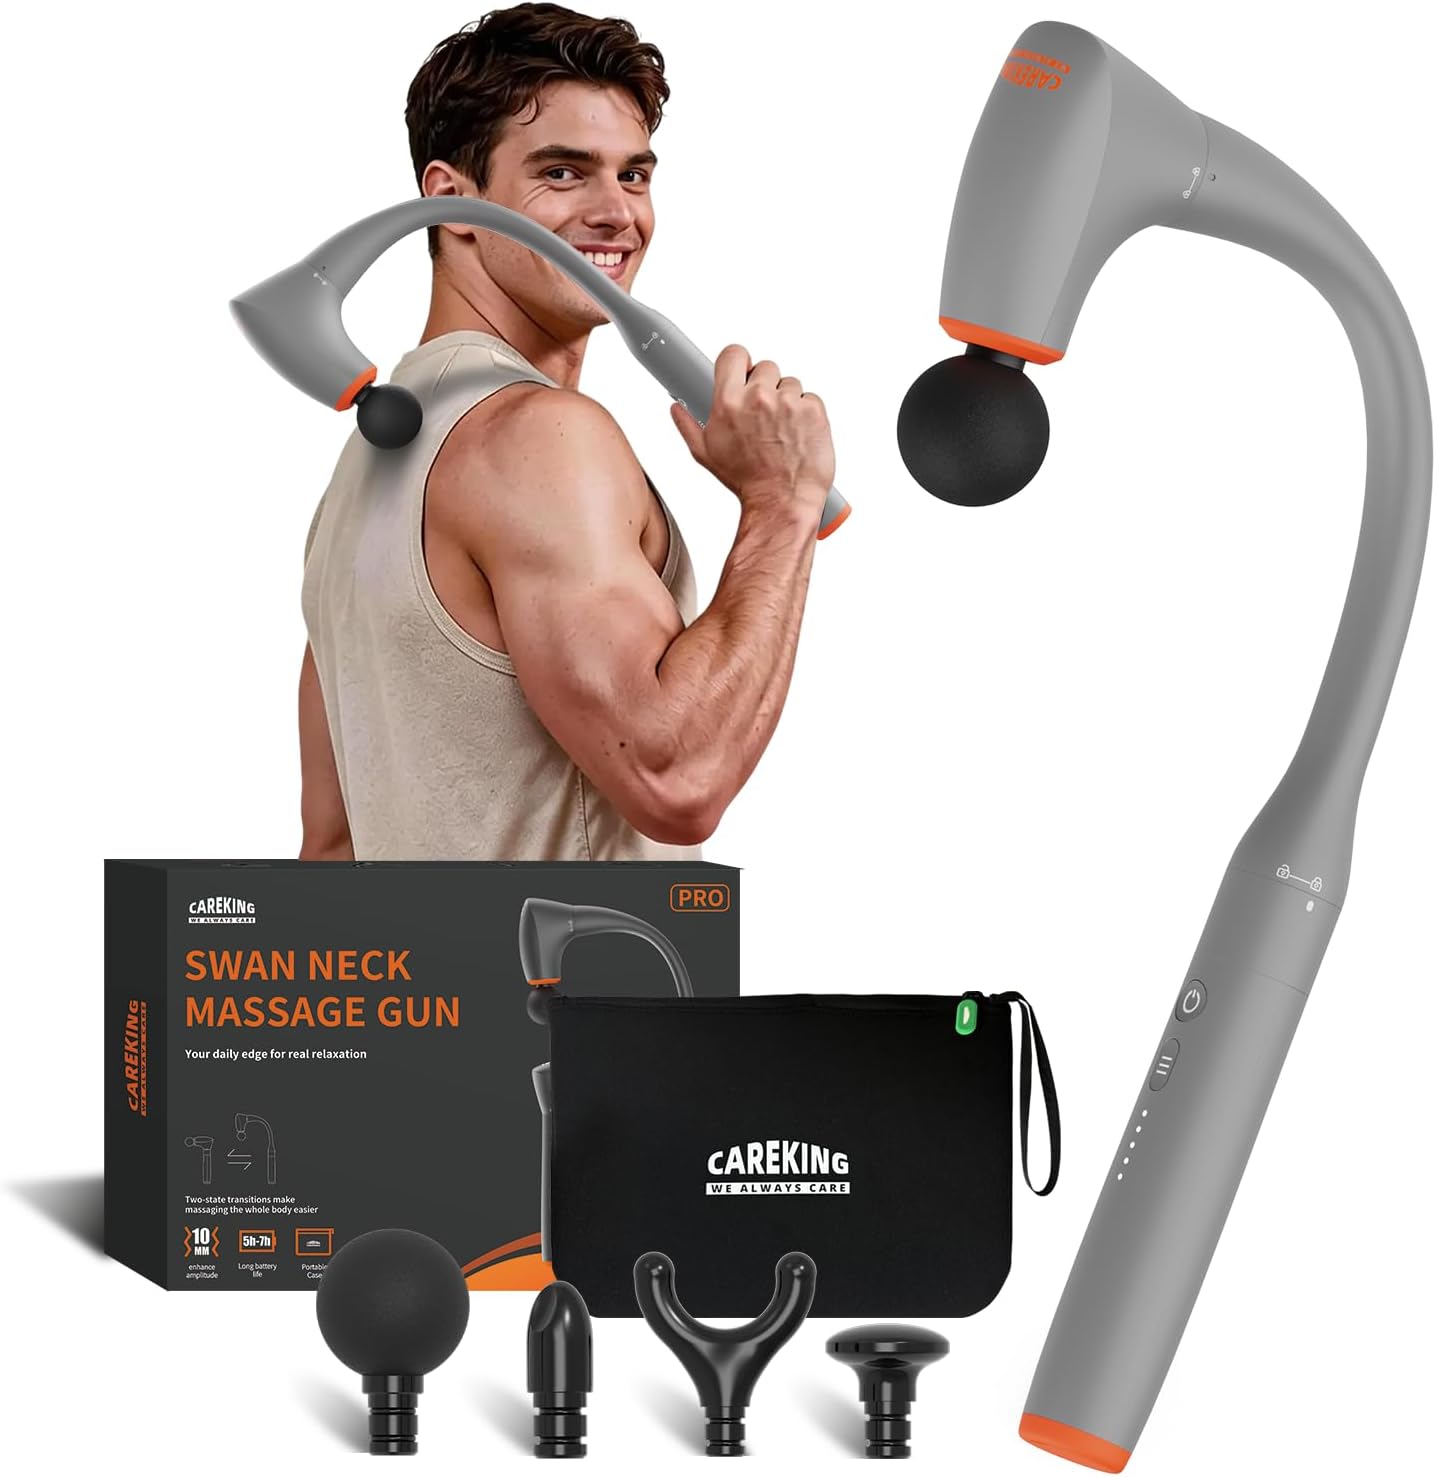 CAREKING
CAREKING
WE ALWAYS CARE
PRO
SWAN NECK
MASSAGE GUN
Your daily edge for real relaxation
CAREKING
WE ALWAYS CARE
Two-state transitions make
massaging the whole body easier
10
MM
enhance
amplitude
5h-7h
Long battery
life
Portable
Case
CAREKING
WE ALWAYS CARE